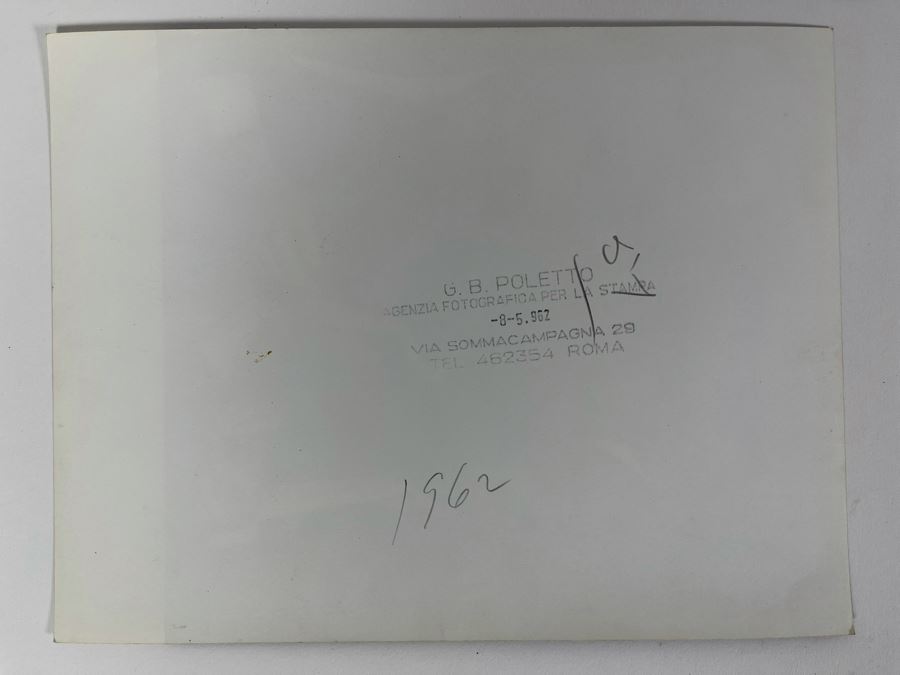 G. B. POLETTO
AGENZIA FOTOGRAFICA PER LA STAMPA
-8-5.962
VIA SOMMACAMPAGNA 29
TEL 462354 ROMA
1962